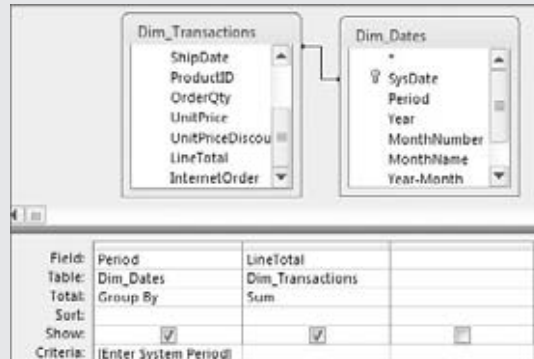 Dim_Transactions
ShipDate
ProductID
OrderQty
UnitPrice
UnitPriceDiscou
LineTotal
InternetOrder
Dim_Dates
*
SysDate
Period
Year
MonthNumber
MonthName
Year-Month
Field: Period LineTotal
Table: Dim_Dates Dim_Transactions
Total: Group By Sum
Sort:
Show:
Criteria: [Enter System Period]